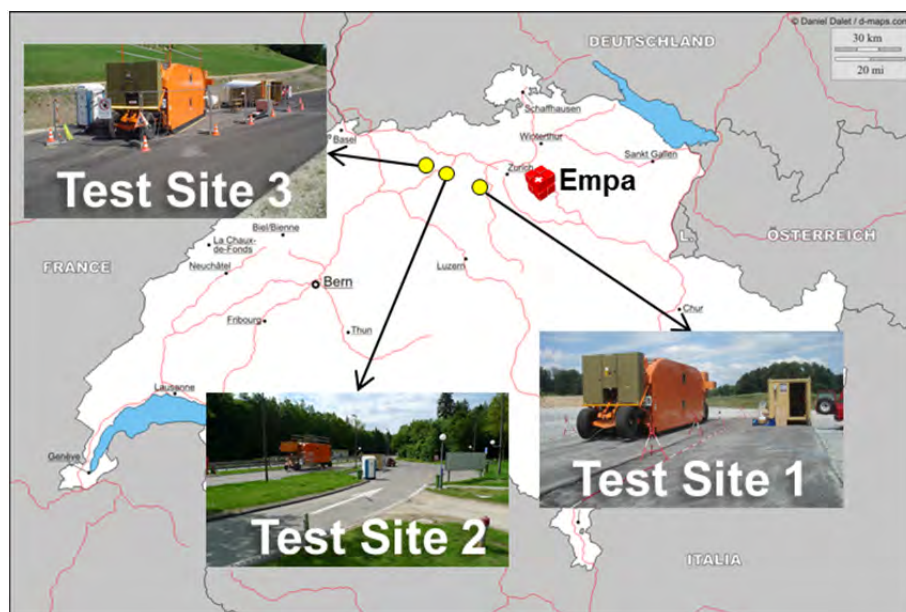 © Daniel Dalet / d-maps.com
30 km
20 mi
DEUTSCHLAND
Schaffhausen
Basel
Winterthur
Sankt Gallen
Zurich
Empa
Test Site 3
Biel/Bienne
La Chaux-
de-Fonds
Neuchâtel
Luzern
L.
ÖSTERREICH
FRANCE
Bern
Fribourg
Thun
Chur
Lausanne
Genève
Test Site 1
Test Site 2
ITALIA